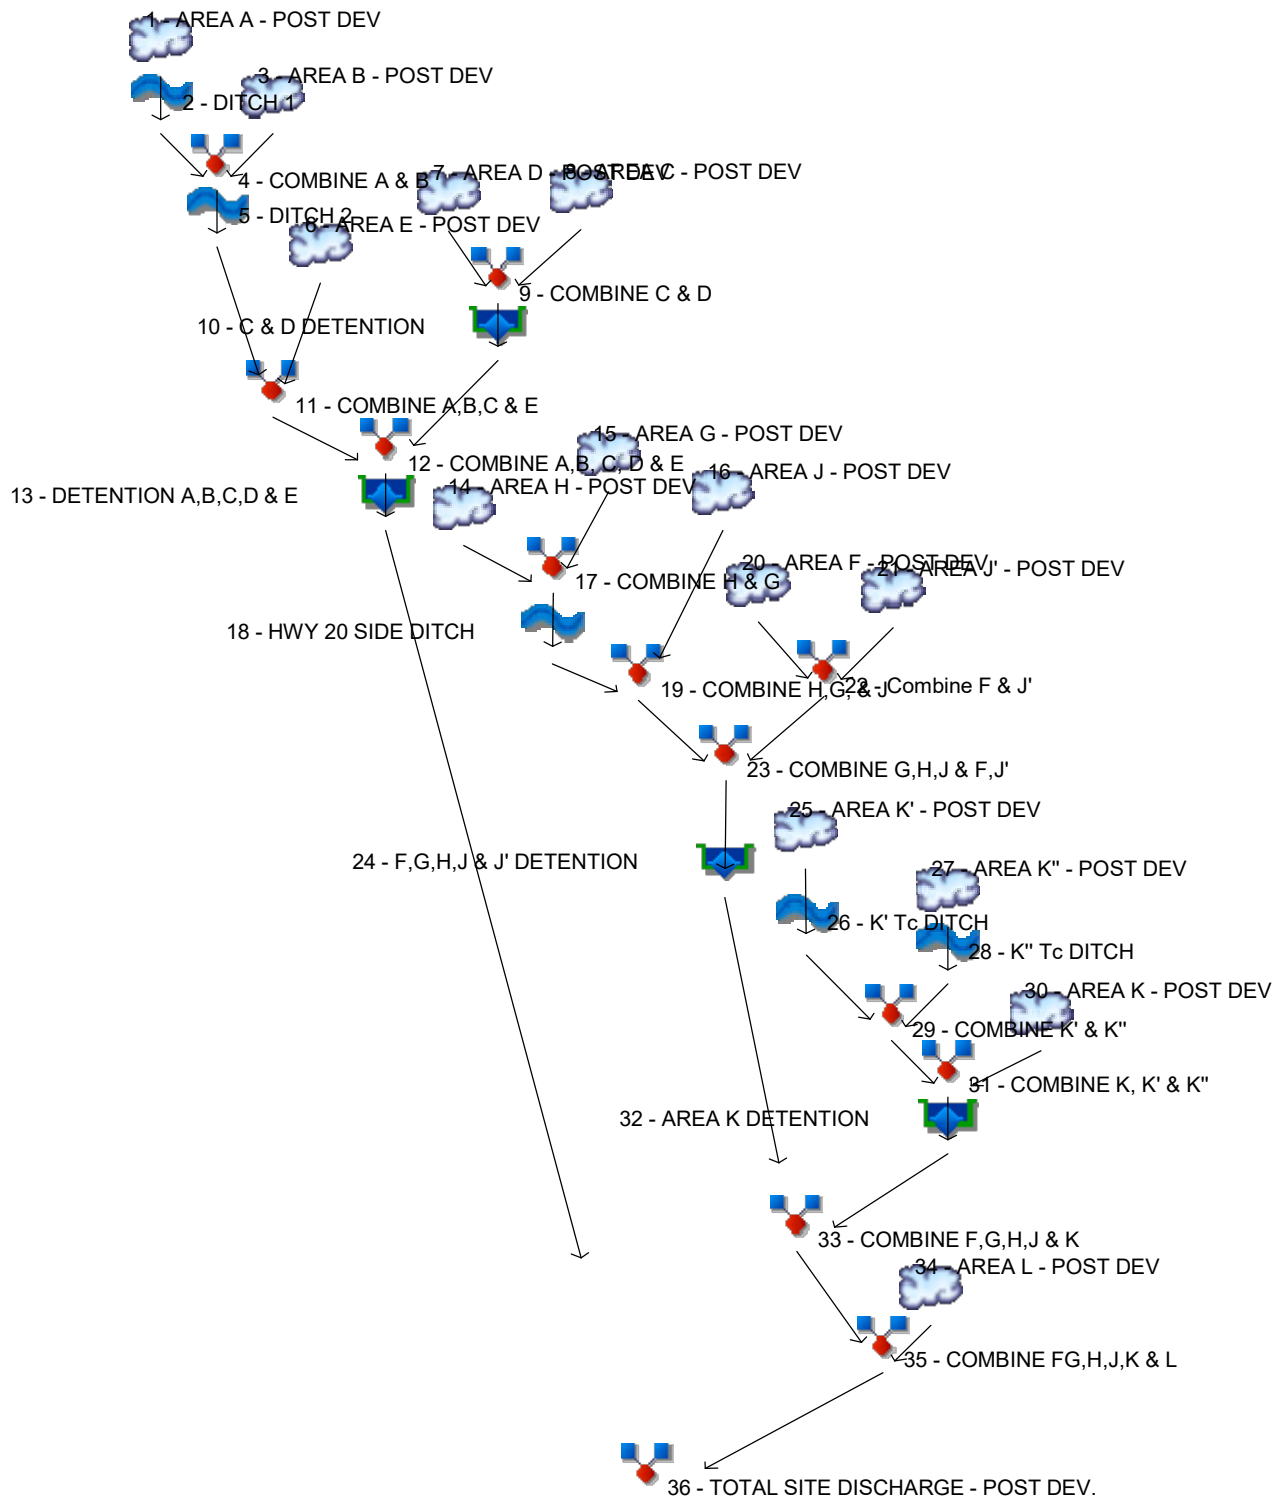 1 - AREA A - POST DEV
3 - AREA B - POST DEV
2 - DITCH 1
7 - AREA D - POST DEV
8 - AREA C - POST DEV
4 - COMBINE A & B
5 - DITCH 2
6 - AREA E - POST DEV
9 - COMBINE C & D
10 - C & D DETENTION
11 - COMBINE A,B,C & E
15 - AREA G - POST DEV
12 - COMBINE A,B, C, D & E
16 - AREA J - POST DEV
14 - AREA H - POST DEV
13 - DETENTION A,B,C,D & E
20 - AREA F - POST DEV
21 - AREA J' - POST DEV
17 - COMBINE H & G
18 - HWY 20 SIDE DITCH
19 - COMBINE H,G, & J
22 - Combine F & J'
23 - COMBINE G,H,J & F,J'
25 - AREA K' - POST DEV
24 - F,G,H,J & J' DETENTION
27 - AREA K'' - POST DEV
26 - K' Tc DITCH
28 - K'' Tc DITCH
30 - AREA K - POST DEV
29 - COMBINE K' & K''
31 - COMBINE K, K' & K''
32 - AREA K DETENTION
33 - COMBINE F,G,H,J & K
34 - AREA L - POST DEV
35 - COMBINE FG,H,J,K & L
36 - TOTAL SITE DISCHARGE - POST DEV.